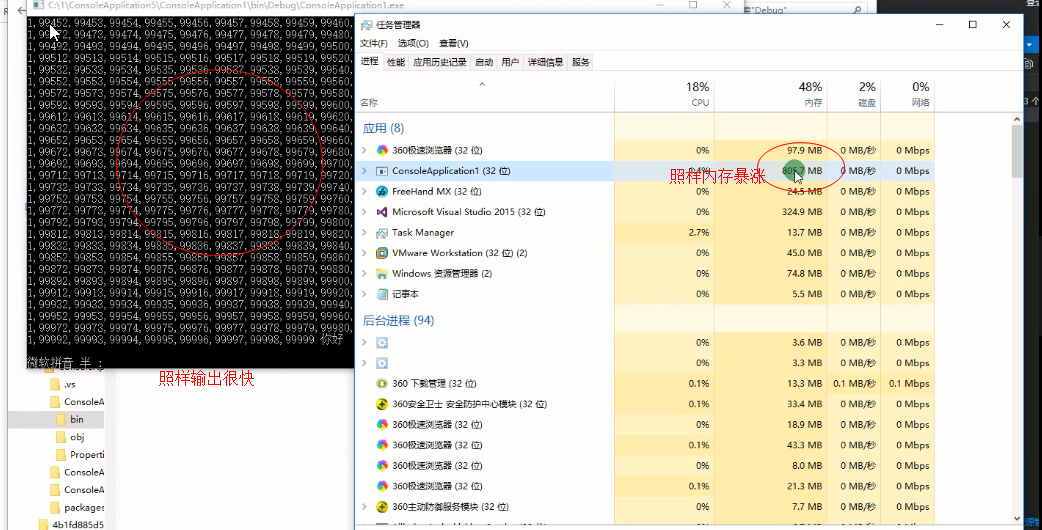 C:\1\ConsoleApplication5\ConsoleApplication1\bin\Debug\ConsoleApplication1.exe
"Debug"
登
任务管理器
文件(F) 选项(O) 查看(V)
进程 性能 应用历史记录 启动 用户 详细信息 服务
18% 48% 2% 0%
名称 CPU 内存 磁盘 网络
应用 (8)
360极速浏览器 (32 位) 0% 97.9 MB 0 MB/秒 0 Mbps
ConsoleApplication1 (32 位) MB 0 MB/秒 0 Mbps
照样内存暴涨
FreeHand MX (32 位) 0% 24.5 MB 0 MB/秒 0 Mbps
Microsoft Visual Studio 2015 (32 位) 0% 324.9 MB 0 MB/秒 0 Mbps
Task Manager 2.7% 13.7 MB 0 MB/秒 0 Mbps
VMware Workstation (32 位) (2) 0% 45.0 MB 0 MB/秒 0 Mbps
Windows 资源管理器 (2) 0% 74.8 MB 0 MB/秒 0 Mbps
记事本 0% 5.5 MB 0 MB/秒 0 Mbps
后台进程 (94)
0% 3.6 MB 0 MB/秒 0 Mbps
0% 3.3 MB 0 MB/秒 0 Mbps
360 下载管理 (32 位) 0.1% 13.3 MB 0.1 MB/秒 0.1 Mbps
360安全卫士 安全防护中心模块 (32 位) 0.1% 33.4 MB 0 MB/秒 0 Mbps
360极速浏览器 (32 位) 0% 18.9 MB 0 MB/秒 0 Mbps
360极速浏览器 (32 位) 0.1% 43.3 MB 0 MB/秒 0 Mbps
360极速浏览器 (32 位) 0% 8.0 MB 0 MB/秒 0 Mbps
360极速浏览器 (32 位) 0.1% 21.3 MB 0 MB/秒 0 Mbps
360主动防御服务模块 (32 位) 0% 7.7 MB 0 MB/秒 0 Mbps
1,99452,99453,99454,99455,99456,99457,99458,99459,99460,
1,99472,99473,99474,99475,99476,99477,99478,99479,99480,
1,99492,99493,99494,99495,99496,99497,99498,99499,99500,
1,99512,99513,99514,99515,99516,99517,99518,99519,99520,
1,99532,99533,99534,99535,99536,99537,99538,99539,99540,
1,99552,99553,99554,99555,99556,99557,99558,99559,99560,
1,99572,99573,99574,99575,99576,99577,99578,99579,99580,
1,99592,99593,99594,99595,99596,99597,99598,99599,99600,
1,99612,99613,99614,99615,99616,99617,99618,99619,99620,
1,99632,99633,99634,99635,99636,99637,99638,99639,99640,
1,99652,99653,99654,99655,99656,99657,99658,99659,99660,
1,99672,99673,99674,99675,99676,99677,99678,99679,99680,
1,99692,99693,99694,99695,99696,99697,99698,99699,99700,
1,99712,99713,99714,99715,99716,99717,99718,99719,99720,
1,99732,99733,99734,99735,99736,99737,99738,99739,99740,
1,99752,99753,99754,99755,99756,99757,99758,99759,99760,
1,99772,99773,99774,99775,99776,99777,99778,99779,99780,
1,99792,99793,99794,99795,99796,99797,99798,99799,99800,
1,99812,99813,99814,99815,99816,99817,99818,99819,99820,
1,99832,99833,99834,99835,99836,99837,99838,99839,99840,
1,99852,99853,99854,99855,99856,99857,99858,99859,99860,
1,99872,99873,99874,99875,99876,99877,99878,99879,99880,
1,99892,99893,99894,99895,99896,99897,99898,99899,99900,
1,99912,99913,99914,99915,99916,99917,99918,99919,99920,
1,99932,99933,99934,99935,99936,99937,99938,99939,99940,
1,99952,99953,99954,99955,99956,99957,99958,99959,99960,
1,99972,99973,99974,99975,99976,99977,99978,99979,99980,
1,99992,99993,99994,99995,99996,99997,99998,99999 你好
微软拼音 半 :
照样输出很快
.vs
ConsoleA
bin
obj
Properti
ConsoleA
ConsoleA
packages
4b1fd885d5